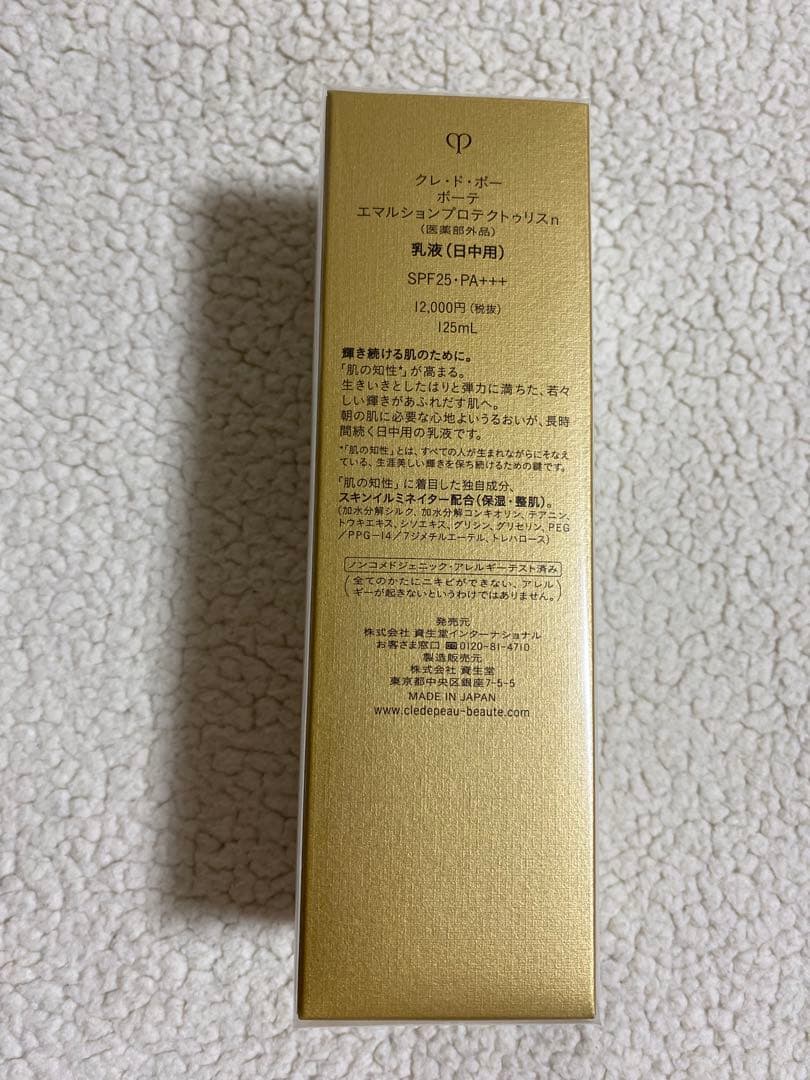 クレ・ド・ポー
ボーテ
エマルションプロテクトゥリスn
(医薬部外品)
乳液(日中用)
SPF25・PA+++
12,000円(税抜)
125mL
輝き続ける肌のために。
「肌の知性*」が高まる。
生きいきとしたはりと弾力に満ちた、若々
しい輝きがあふれだす肌へ。
朝の肌に必要な心地よいうるおいが、長時
間続く日中用の乳液です。
*「肌の知性」とは、すべての人が生まれながらにそなえ
ている、生涯美しい輝きを保ち続けるための鍵です。
「肌の知性」に着目した独自成分、
スキンイルミネイター配合(保湿・整肌)。
(加水分解シルク、加水分解コンキオリン、テアニン、
トウキエキス、シソエキス、グリシン、グリセリン、PEG
/PPG-14/7ジメチルエーテル、トレハロース)
ノンコメドジェニック・アレルギーテスト済み
(全てのかたにニキビができない、アレル
ギーが起きないというわけではありません。)
発売元
株式会社 資生堂インターナショナル
お客さま窓口 0120-81-4710
製造販売元
株式会社 資生堂
東京都中央区銀座7-5-5
MADE IN JAPAN
www.cledepeau-beaute.com